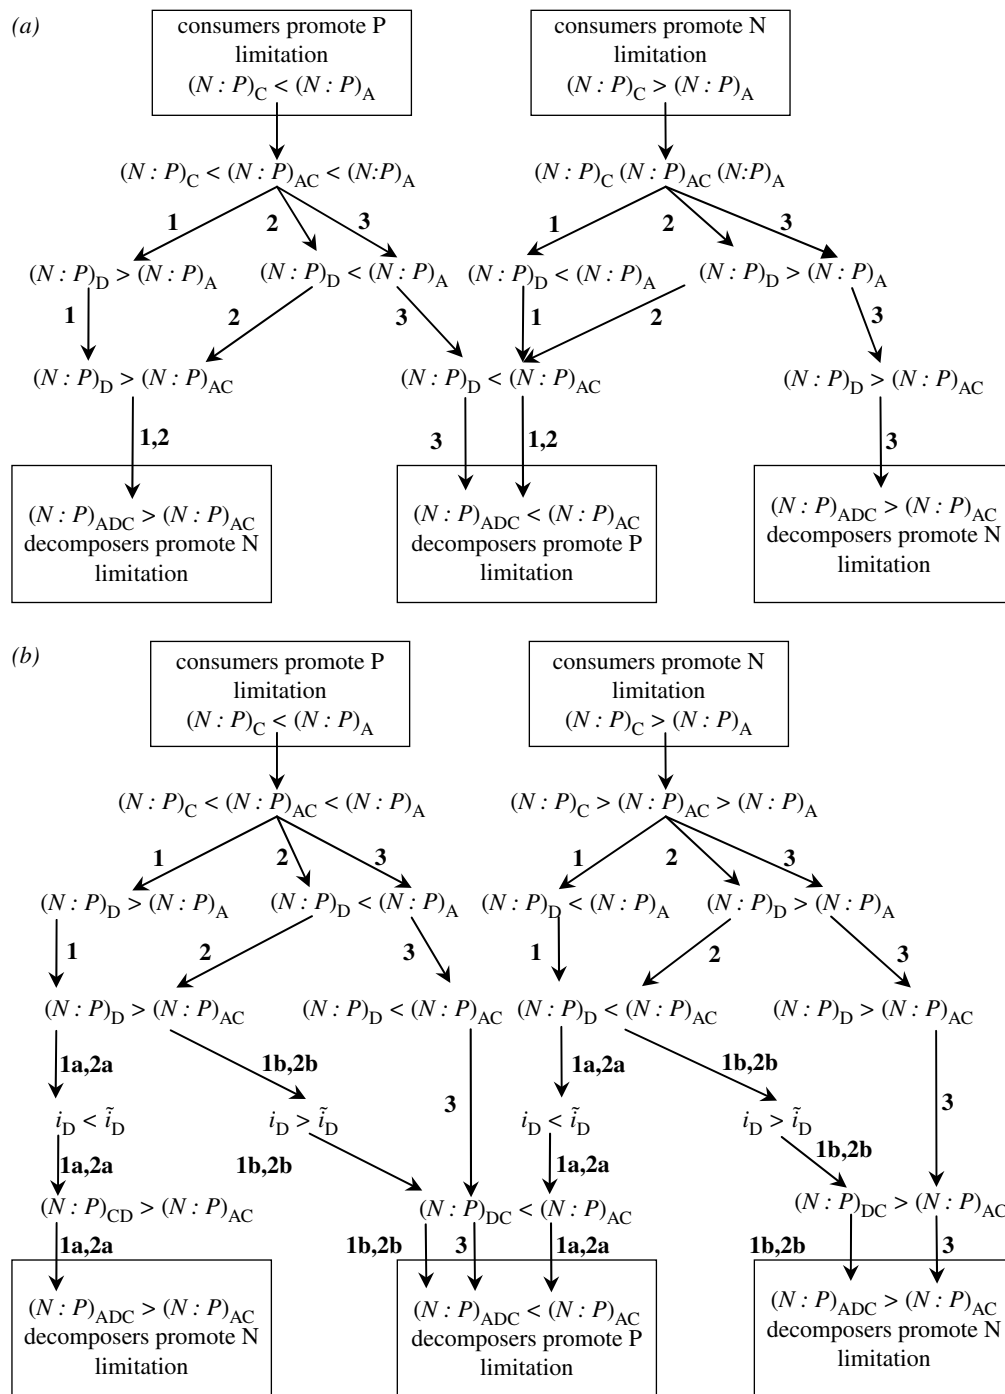 (a)
consumers promote P
limitation
(N : P)C < (N : P)A
consumers promote N
limitation
(N : P)C > (N : P)A
(N : P)C < (N : P)AC < (N:P)A
(N : P)C (N : P)AC (N:P)A
1
2
3
1
2
3
(N : P)D > (N : P)A
(N : P)D < (N : P)A
(N : P)D < (N : P)A
(N : P)D > (N : P)A
1
2
3
1
2
3
(N : P)D > (N : P)AC
(N : P)D < (N : P)AC
(N : P)D > (N : P)AC
1,2
3
1,2
3
(N : P)ADC > (N : P)AC
decomposers promote N
limitation
(N : P)ADC < (N : P)AC
decomposers promote P
limitation
(N : P)ADC > (N : P)AC
decomposers promote N
limitation
(b)
consumers promote P
limitation
(N : P)C < (N : P)A
consumers promote N
limitation
(N : P)C > (N : P)A
(N : P)C < (N : P)AC < (N : P)A
(N : P)C > (N : P)AC > (N : P)A
1
2
3
1
2
3
(N : P)D > (N : P)A
(N : P)D < (N : P)A
(N : P)D < (N : P)A
(N : P)D > (N : P)A
1
2
3
1
2
3
(N : P)D > (N : P)AC
(N : P)D < (N : P)AC
(N : P)D < (N : P)AC
(N : P)D > (N : P)AC
1a,2a
1b,2b
3
1a,2a
1b,2b
3
iD < ĩD
iD > ĩD
iD < ĩD
iD > ĩD
1a,2a
1b,2b
1a,2a
1b,2b
(N : P)CD > (N : P)AC
(N : P)DC < (N : P)AC
(N : P)DC > (N : P)AC
1a,2a
1b,2b
3
1a,2a
1b,2b
3
(N : P)ADC > (N : P)AC
decomposers promote N
limitation
(N : P)ADC < (N : P)AC
decomposers promote P
limitation
(N : P)ADC > (N : P)AC
decomposers promote N
limitation